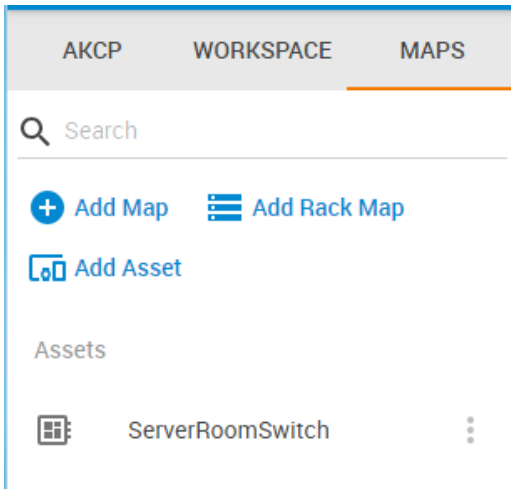 AKCP WORKSPACE MAPS
Search
Add Map Add Rack Map
Add Asset
Assets
ServerRoomSwitch